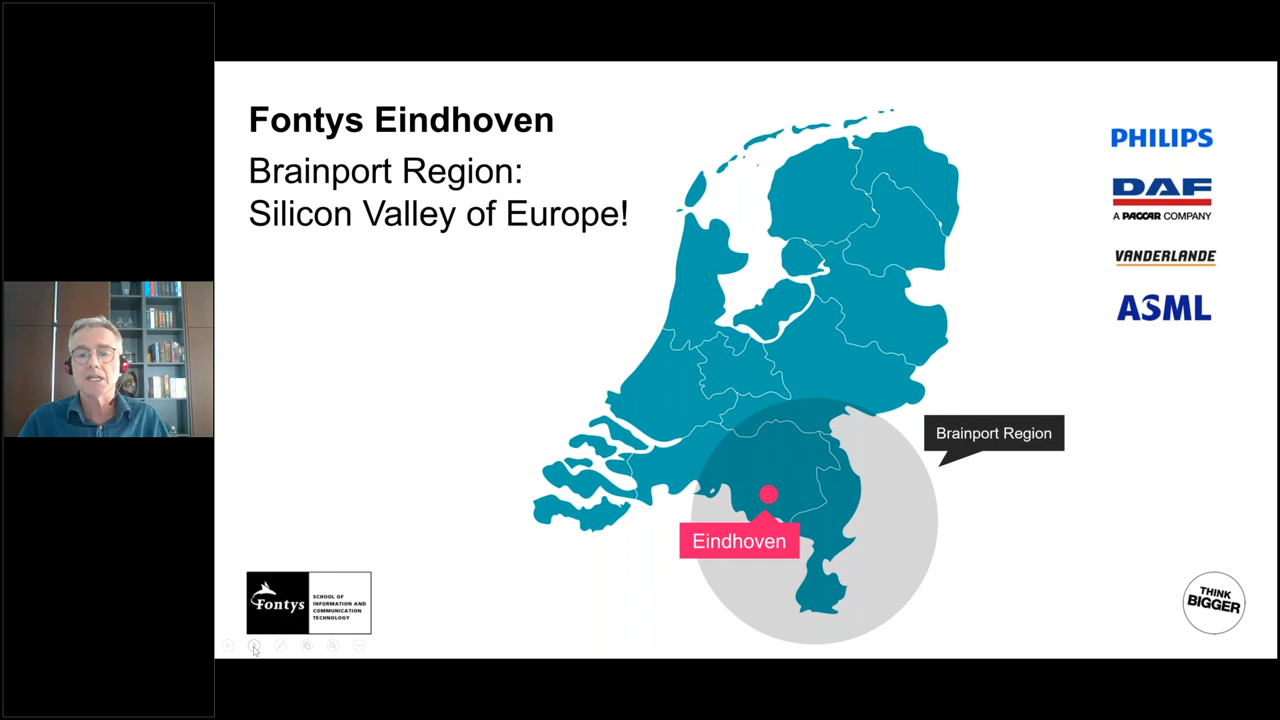 Fontys Eindhoven
Brainport Region:
Silicon Valley of Europe!
PHILIPS
DAF
A PACCAR COMPANY
VANDERLANDE
ASML
Brainport Region
Eindhoven
Fontys
SCHOOL OF
INFORMATION AND
COMMUNICATION
TECHNOLOGY
THINK
BIGGER